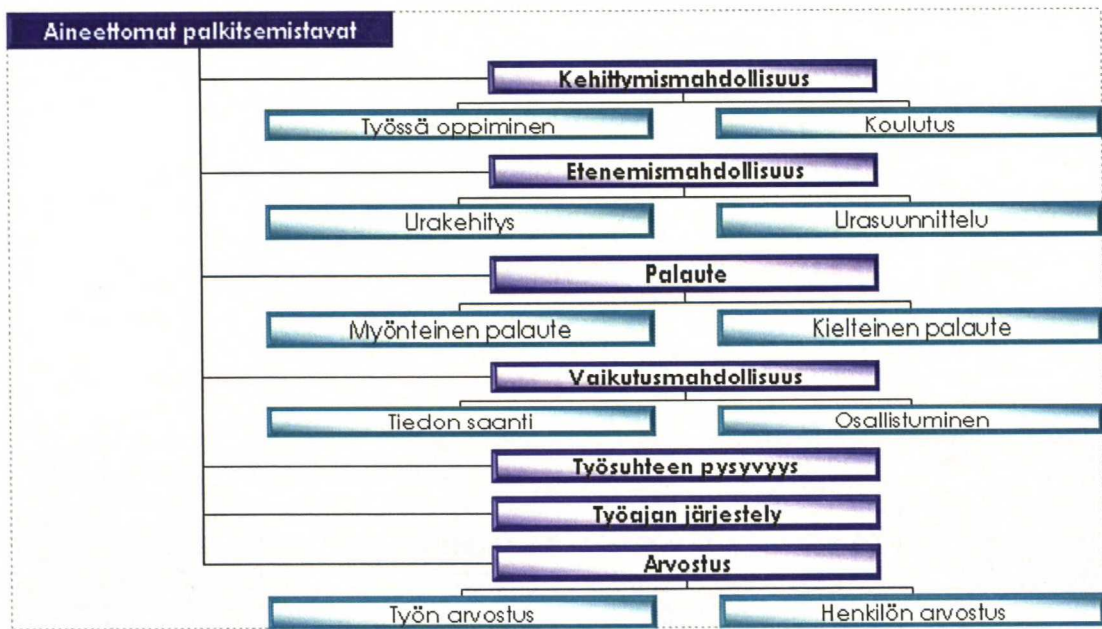 Aineettomat palkitsemistavat
Kehittymismahdollisuus
Työssä oppiminen
Koulutus
Etenemismahdollisuus
Urakehitys
Urasuunnittelu
Palaute
Myönteinen palaute
Kielteinen palaute
Vaikutusmahdollisuus
Tiedon saanti
Osallistuminen
Työsuhteen pysyvyys
Työajan järjestely
Arvostus
Työn arvostus
Henkilön arvostus